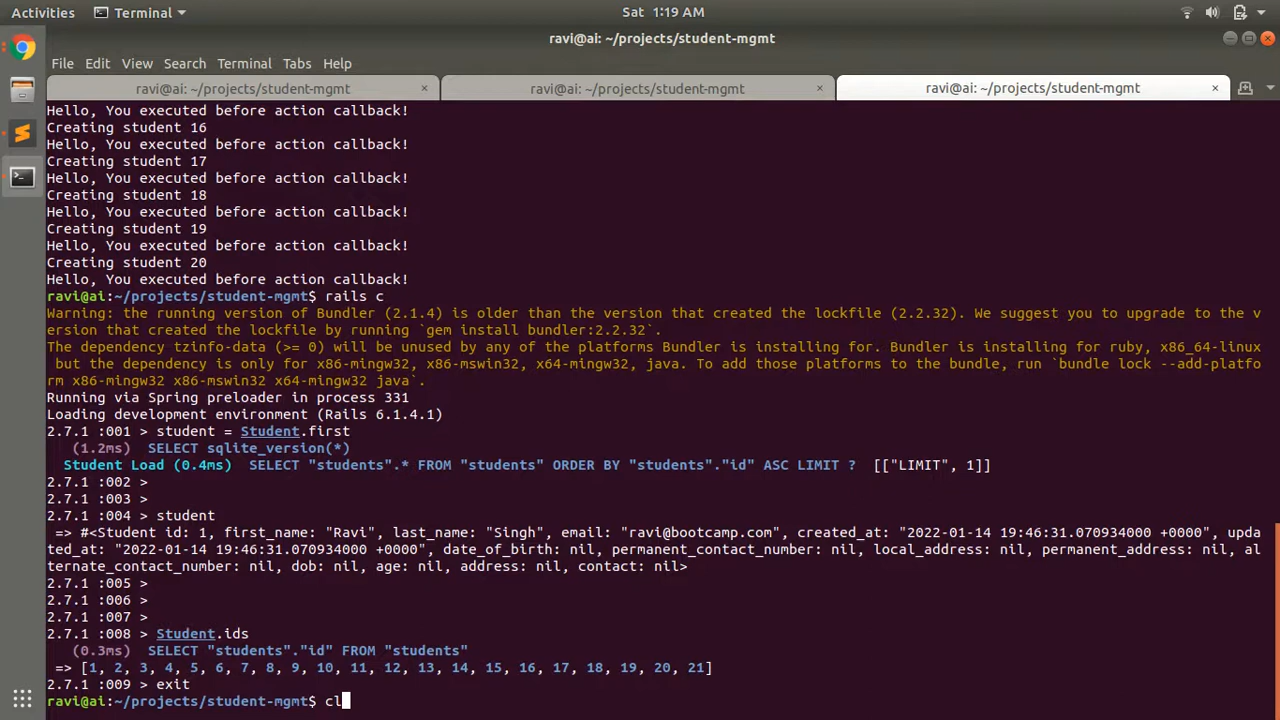 Activities Terminal Sat 1:19 AM
ravi@ai: ~/projects/student-mgmt
File Edit View Search Terminal Tabs Help
ravi@ai: ~/projects/student-mgmt × ravi@ai: ~/projects/student-mgmt × ravi@ai: ~/projects/student-mgmt ×
Hello, You executed before action callback!
Creating student 16
Hello, You executed before action callback!
Creating student 17
Hello, You executed before action callback!
Creating student 18
Hello, You executed before action callback!
Creating student 19
Hello, You executed before action callback!
Creating student 20
Hello, You executed before action callback!
ravi@ai:~/projects/student-mgmt$ rails c
Warning: the running version of Bundler (2.1.4) is older than the version that created the lockfile (2.2.32). We suggest you to upgrade to the v
ersion that created the lockfile by running `gem install bundler:2.2.32`.
The dependency tzinfo-data (>= 0) will be unused by any of the platforms Bundler is installing for. Bundler is installing for ruby, x86_64-linux
 but the dependency is only for x86-mingw32, x86-mswin32, x64-mingw32, java. To add those platforms to the bundle, run `bundle lock --add-platfo
rm x86-mingw32 x86-mswin32 x64-mingw32 java`.
Running via Spring preloader in process 331
Loading development environment (Rails 6.1.4.1)
2.7.1 :001 > student = Student.first
   (1.2ms)  SELECT sqlite_version(*)
  Student Load (0.4ms)  SELECT "students".* FROM "students" ORDER BY "students"."id" ASC LIMIT ?  [["LIMIT", 1]]
2.7.1 :002 >
2.7.1 :003 >
2.7.1 :004 > student
 => #<Student id: 1, first_name: "Ravi", last_name: "Singh", email: "ravi@bootcamp.com", created_at: "2022-01-14 19:46:31.070934000 +0000", upda
ted_at: "2022-01-14 19:46:31.070934000 +0000", date_of_birth: nil, permanent_contact_number: nil, local_address: nil, permanent_address: nil, al
ternate_contact_number: nil, dob: nil, age: nil, address: nil, contact: nil>
2.7.1 :005 >
2.7.1 :006 >
2.7.1 :007 >
2.7.1 :008 > Student.ids
   (0.3ms)  SELECT "students"."id" FROM "students"
 => [1, 2, 3, 4, 5, 6, 7, 8, 9, 10, 11, 12, 13, 14, 15, 16, 17, 18, 19, 20, 21]
2.7.1 :009 > exit
ravi@ai:~/projects/student-mgmt$ cl